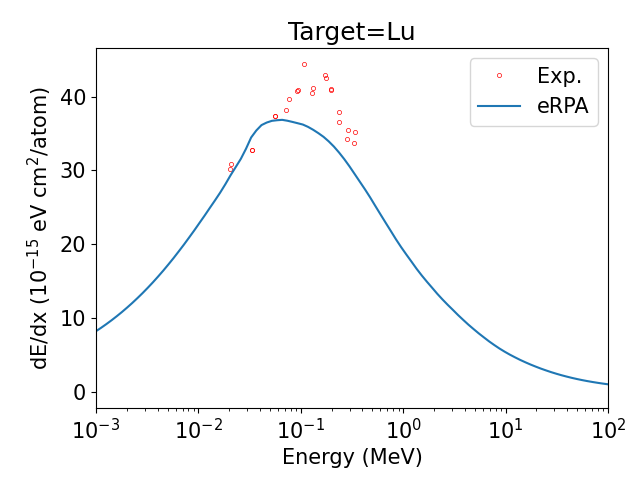 Target=Lu
Exp.
eRPA
dE/dx (10⁻¹⁵ eV cm²/atom)
40
30
20
10
0
10⁻³ 10⁻² 10⁻¹ 10⁰ 10¹ 10²
Energy (MeV)